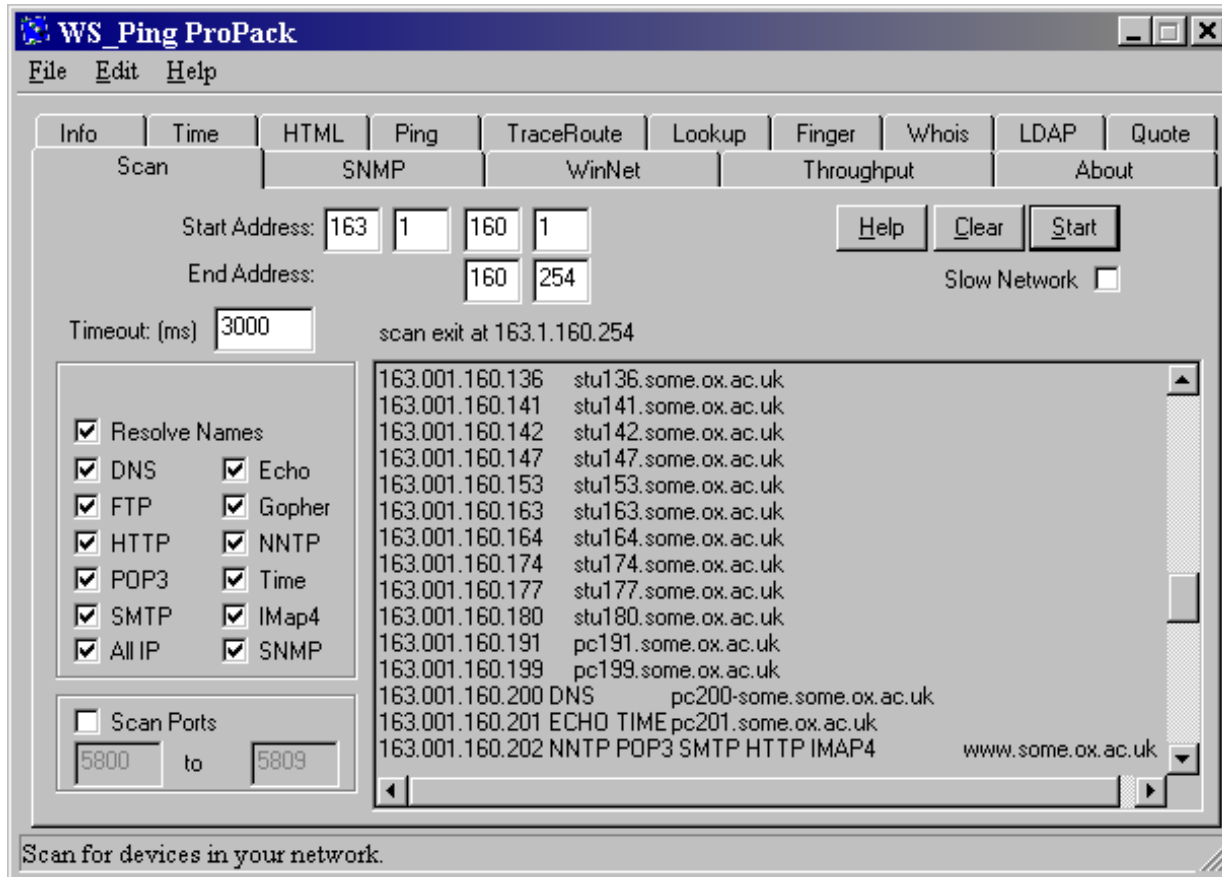 WS_Ping ProPack
File Edit Help
Info Time HTML Ping TraceRoute Lookup Finger Whois LDAP Quote
Scan SNMP WinNet Throughput About
Start Address: 163 1 160 1 Help Clear Start
End Address: 160 254 Slow Network
Timeout: (ms) 3000 scan exit at 163.1.160.254
Resolve Names
DNS Echo
FTP Gopher
HTTP NNTP
POP3 Time
SMTP IMap4
All IP SNMP
Scan Ports
5800 to 5809
163.001.160.136 stu136.some.ox.ac.uk
163.001.160.141 stu141.some.ox.ac.uk
163.001.160.142 stu142.some.ox.ac.uk
163.001.160.147 stu147.some.ox.ac.uk
163.001.160.153 stu153.some.ox.ac.uk
163.001.160.163 stu163.some.ox.ac.uk
163.001.160.164 stu164.some.ox.ac.uk
163.001.160.174 stu174.some.ox.ac.uk
163.001.160.177 stu177.some.ox.ac.uk
163.001.160.180 stu180.some.ox.ac.uk
163.001.160.191 pc191.some.ox.ac.uk
163.001.160.199 pc199.some.ox.ac.uk
163.001.160.200 DNS pc200-some.some.ox.ac.uk
163.001.160.201 ECHO TIME pc201.some.ox.ac.uk
163.001.160.202 NNTP POP3 SMTP HTTP IMAP4 www.some.ox.ac.uk
Scan for devices in your network.